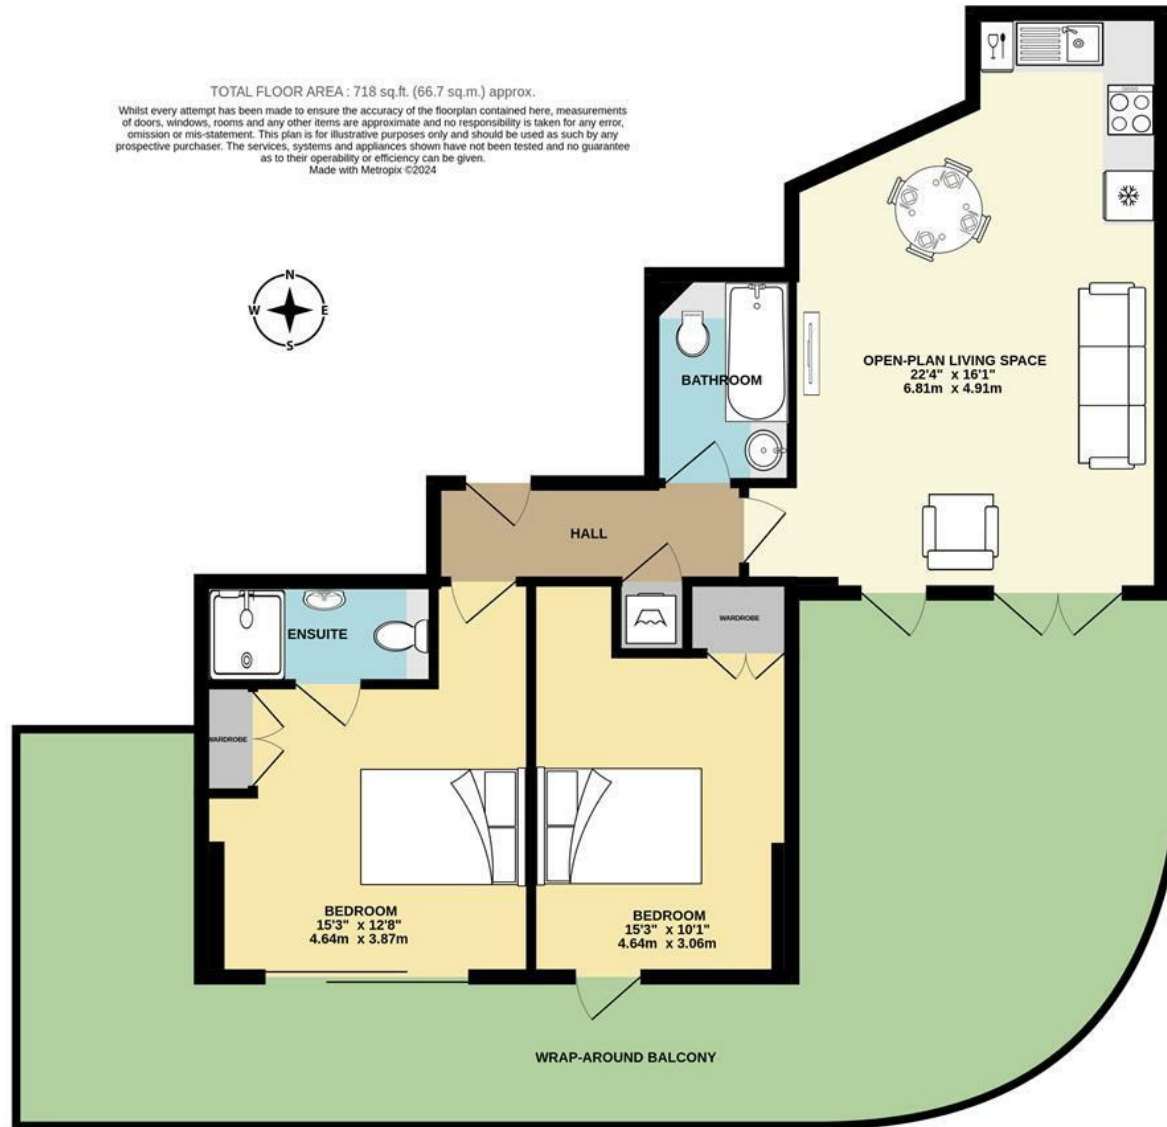 TOTAL FLOOR AREA : 718 sq.ft. (66.7 sq.m.) approx.
Whilst every attempt has been made to ensure the accuracy of the floorplan contained here, measurements
of doors, windows, rooms and any other items are approximate and no responsibility is taken for any error,
omission or mis-statement. This plan is for illustrative purposes only and should be used as such by any
prospective purchaser. The services, systems and appliances shown have not been tested and no guarantee
as to their operability or efficiency can be given.
Made with Metropix ©2024
N
W E
S
OPEN-PLAN LIVING SPACE
22'4" x 16'1"
6.81m x 4.91m
BATHROOM
HALL
ENSUITE
WARDROBE
WARDROBE
BEDROOM
15'3" x 12'8"
4.64m x 3.87m
BEDROOM
15'3" x 10'1"
4.64m x 3.06m
WRAP-AROUND BALCONY